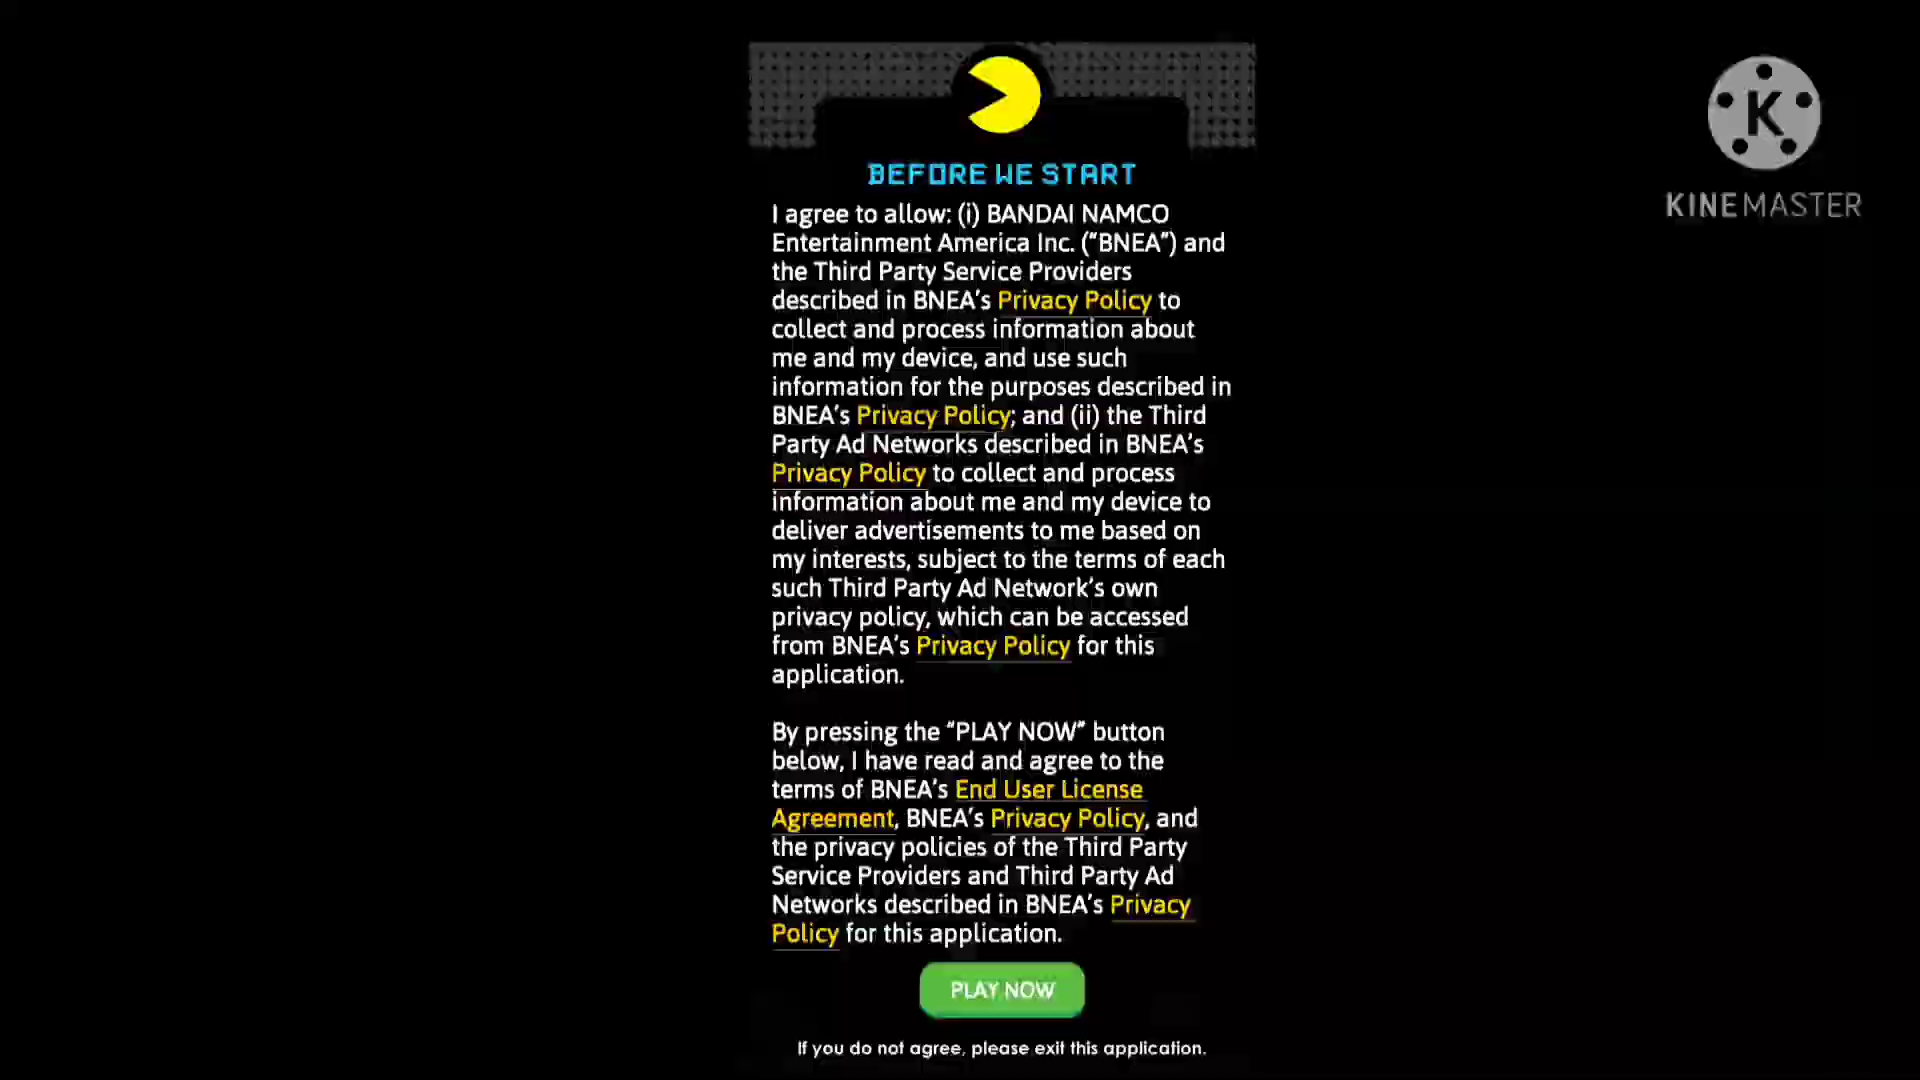 K
KINEMASTER
BEFORE WE START
I agree to allow: (i) BANDAI NAMCO
Entertainment America Inc. (“BNEA”) and
the Third Party Service Providers
described in BNEA’s Privacy Policy to
collect and process information about
me and my device, and use such
information for the purposes described in
BNEA’s Privacy Policy; and (ii) the Third
Party Ad Networks described in BNEA’s
Privacy Policy to collect and process
information about me and my device to
deliver advertisements to me based on
my interests, subject to the terms of each
such Third Party Ad Network’s own
privacy policy, which can be accessed
from BNEA’s Privacy Policy for this
application.
By pressing the “PLAY NOW” button
below, I have read and agree to the
terms of BNEA’s End User License
Agreement, BNEA’s Privacy Policy, and
the privacy policies of the Third Party
Service Providers and Third Party Ad
Networks described in BNEA’s Privacy
Policy for this application.
PLAY NOW
If you do not agree, please exit this application.